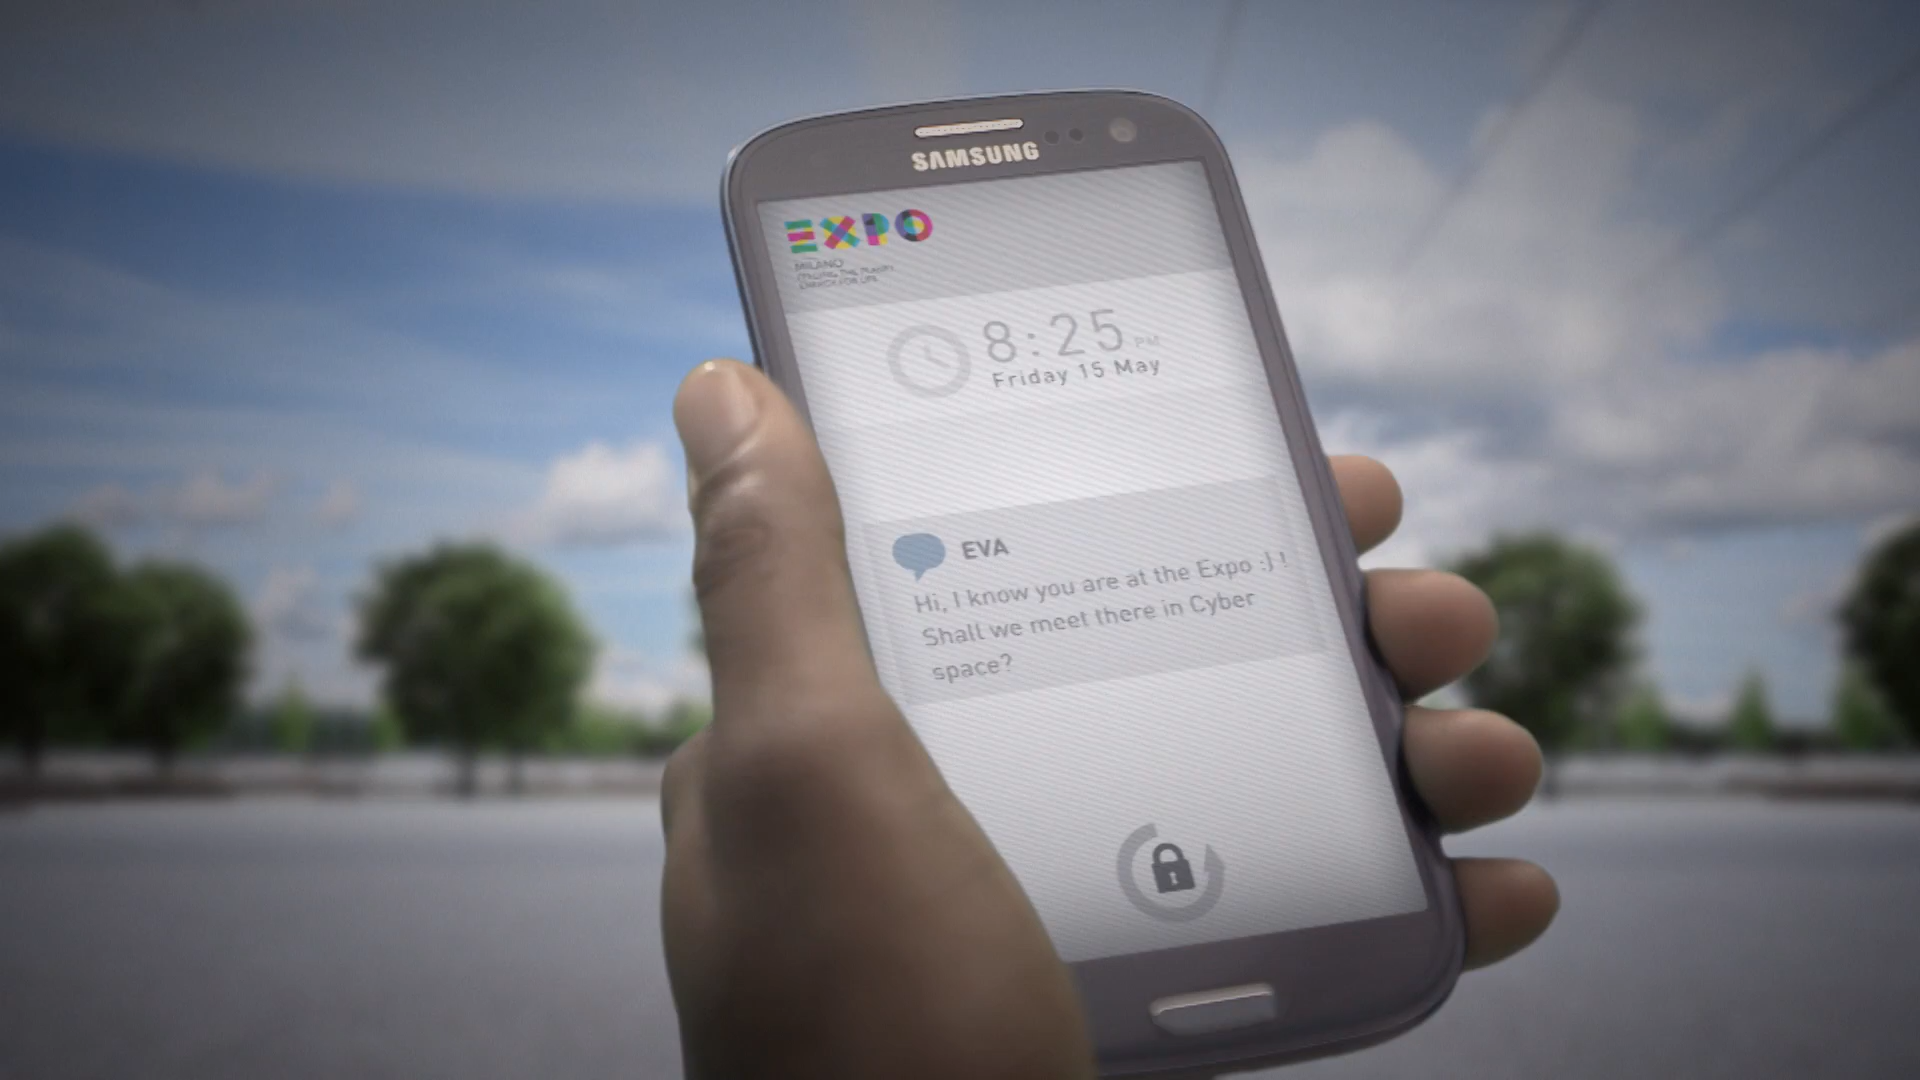 SAMSUNG
EXPO
MILANO
8:25 PM
Friday 15 May
EVA
Hi, I know you are at the Expo :) !
Shall we meet there in Cyber
space?